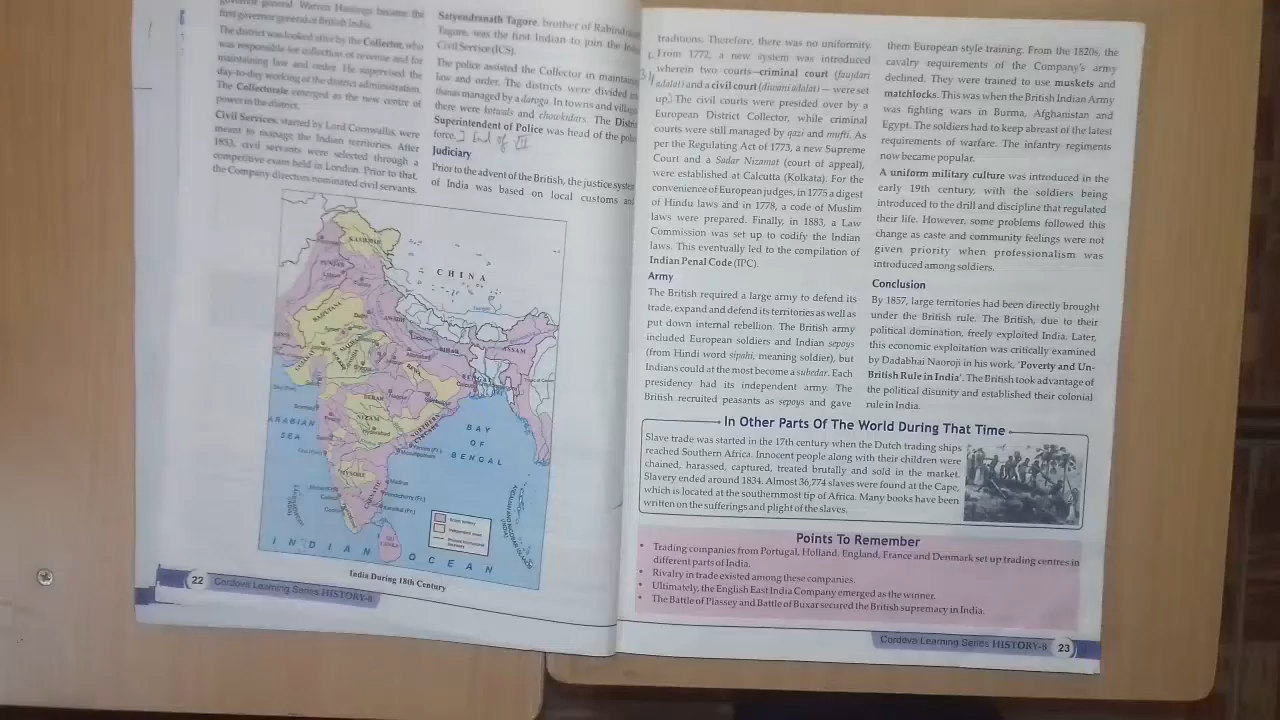 governor general. Warren Hastings became the
first governor general of British India.
The district was looked after by the Collector, who
was responsible for collection of revenue and for
maintaining law and order. He supervised the
day-to-day working of the district administration.
The Collectorate emerged as the new centre of
power in the district.
Civil Services, started by Lord Cornwallis, were
meant to manage the Indian territories. After
1853, civil servants were selected through a
competitive exam held in London. Prior to that,
the Company directors nominated civil servants.
Satyendranath Tagore, brother of
Tagore, was the first Indian to join the
Civil Service (ICS).
The police assisted the Collector in
law and order. The districts were divided
thanas managed by a daroga. In towns and
there were kotwals and chowkidars. The
Superintendent of Police was head of the
force. ] End of VII
Judiciary
Prior to the advent of the British, the justice
of India was based on local customs
KASHMIR
CHINA
PUNJAB
RAJPUTANA
AWADH
BIHAR
ASSAM
BENGAL
BERAR
NIZAM
Hyderabad
NORTHERN CIRCARS
ARABIAN
SEA
BAY
OF
BENGAL
MYSORE
CARNATIC
Madras
INDIAN OCEAN
India During 18th Century
22 Cordova Learning Series HISTORY-8
traditions. Therefore, there was no uniformity.
From 1772, a new system was introduced
wherein two courts—criminal court (faujdari
adalat) and a civil court (diwani adalat) — were set
up. The civil courts were presided over by a
European District Collector, while criminal
courts were still managed by qazi and mufti. As
per the Regulating Act of 1773, a new Supreme
Court and a Sadar Nizamat (court of appeal),
were established at Calcutta (Kolkata). For the
convenience of European judges, in 1775 a digest
of Hindu laws and in 1778, a code of Muslim
laws were prepared. Finally, in 1883, a Law
Commission was set up to codify the Indian
laws. This eventually led to the compilation of
Indian Penal Code (IPC).
Army
The British required a large army to defend its
trade, expand and defend its territories as well as
put down internal rebellion. The British army
included European soldiers and Indian sepoys
(from Hindi word sipahi, meaning soldier), but
Indians could at the most become a subedar. Each
presidency had its independent army. The
British recruited peasants as sepoys and gave
them European style training. From the 1820s, the
cavalry requirements of the Company's army
declined. They were trained to use muskets and
matchlocks. This was when the British Indian Army
was fighting wars in Burma, Afghanistan and
Egypt. The soldiers had to keep abreast of the latest
requirements of warfare. The infantry regiments
now became popular.
A uniform military culture was introduced in the
early 19th century, with the soldiers being
introduced to the drill and discipline that regulated
their life. However, some problems followed this
change as caste and community feelings were not
given priority when professionalism was
introduced among soldiers.
Conclusion
By 1857, large territories had been directly brought
under the British rule. The British, due to their
political domination, freely exploited India. Later,
this economic exploitation was critically examined
by Dadabhai Naoroji in his work, 'Poverty and Un-
British Rule in India'. The British took advantage of
the political disunity and established their colonial
rule in India.
In Other Parts Of The World During That Time
Slave trade was started in the 17th century when the Dutch trading ships
reached Southern Africa. Innocent people along with their children were
chained, harassed, captured, treated brutally and sold in the market.
Slavery ended around 1834. Almost 36,774 slaves were found at the Cape,
which is located at the southernmost tip of Africa. Many books have been
written on the sufferings and plight of the slaves.
Points To Remember
• Trading companies from Portugal, Holland, England, France and Denmark set up trading centres in
different parts of India.
• Rivalry in trade existed among these companies.
• Ultimately, the English East India Company emerged as the winner.
• The Battle of Plassey and Battle of Buxar secured the British supremacy in India.
Cordova Learning Series HISTORY-8 23